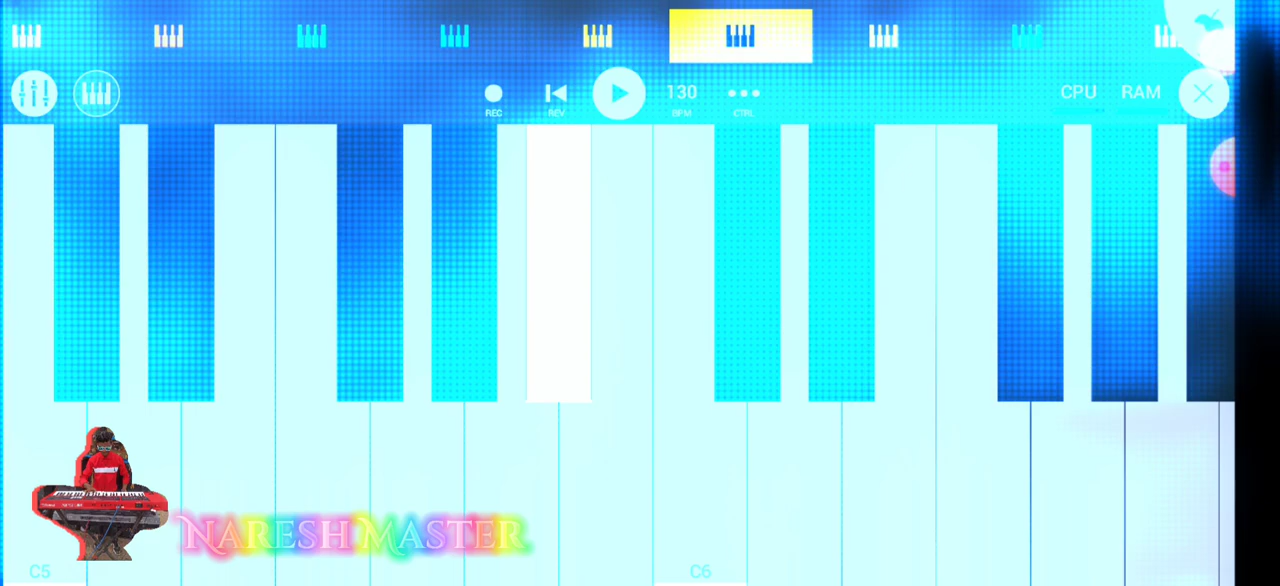 130
CPU RAM
REC REV BPM CTRL
NARESH MASTER
C5 C6